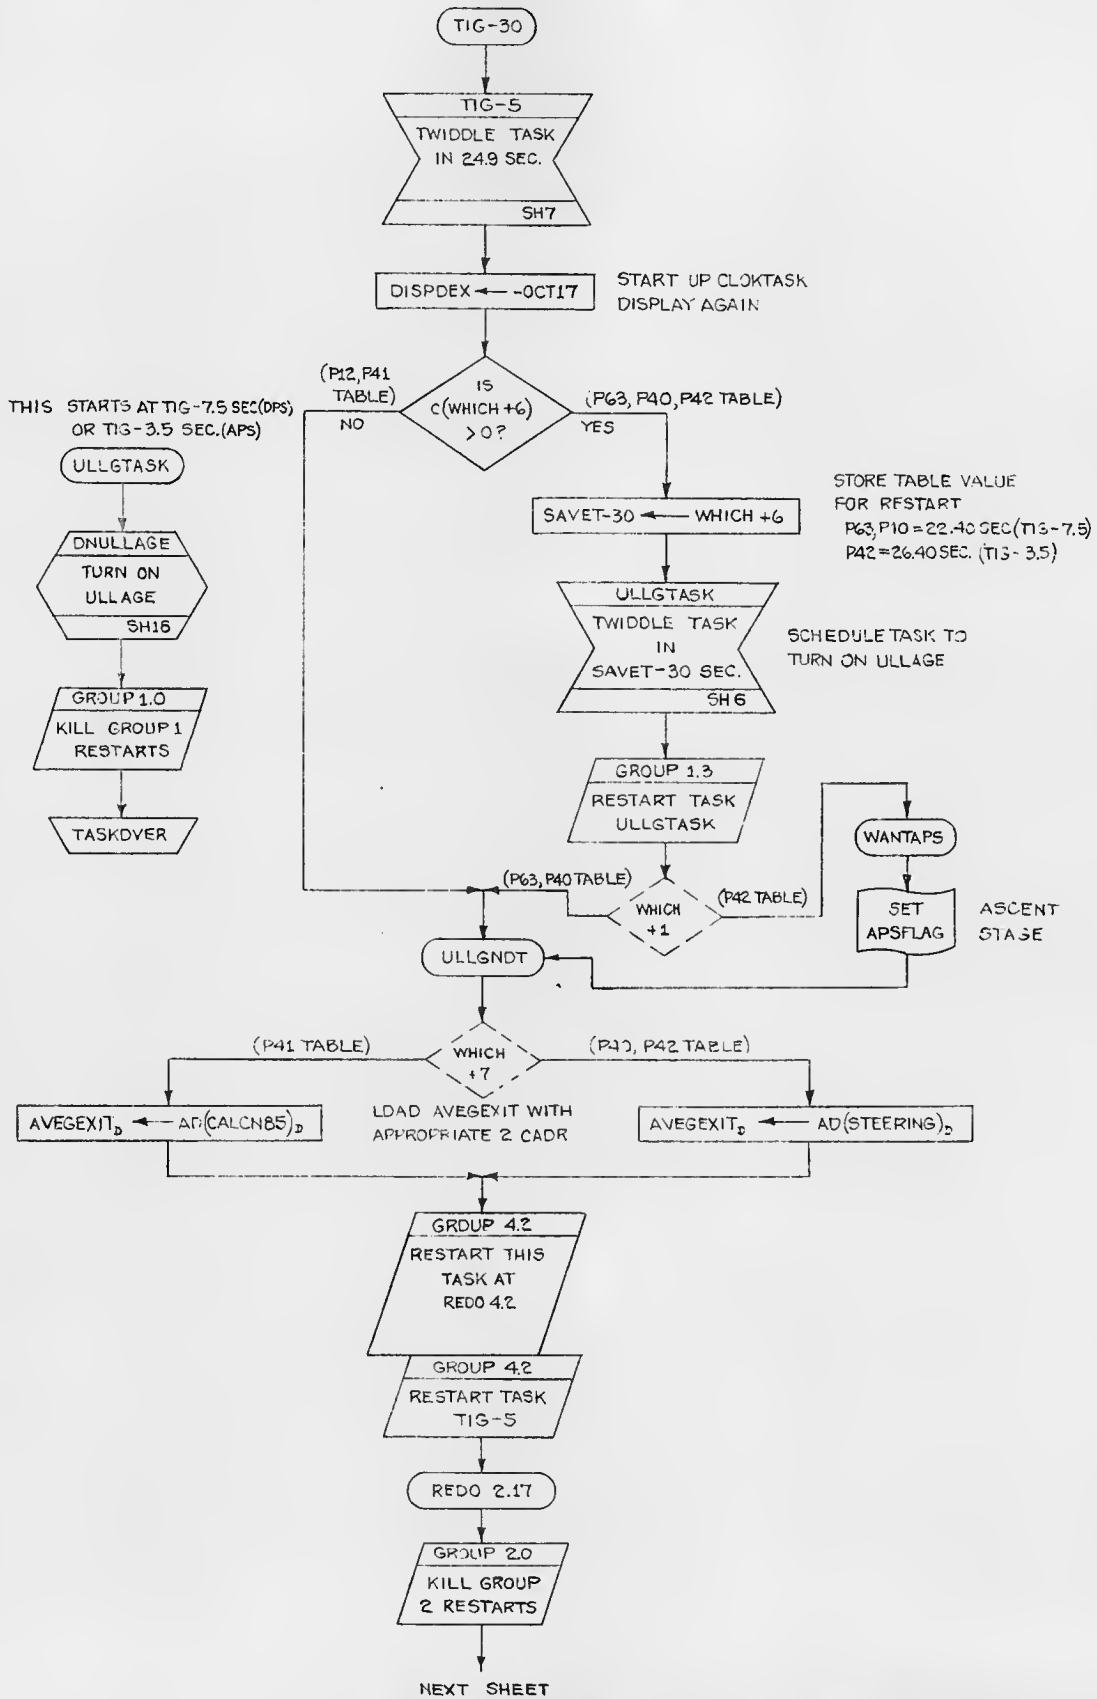 TIG-30
TIG-5
TWIDDLE TASK
IN 24.9 SEC.
SH7
DISPDEX ← -OCT17
START UP CLOKTASK
DISPLAY AGAIN
IS
C(WHICH +6)
>0?
(P12, P41
TABLE)
NO
(P63, P40, P42 TABLE)
YES
THIS STARTS AT TIG-7.5 SEC(DPS)
OR TIG-3.5 SEC.(APS)
ULLGTASK
DNULLAGE
TURN ON
ULLAGE
SH16
GROUP 1.0
KILL GROUP 1
RESTARTS
TASKOVER
SAVET-30 ← WHICH +6
STORE TABLE VALUE
FOR RESTART
P63, P10 = 22.40 SEC (TIG-7.5)
P42 = 26.40 SEC. (TIG-3.5)
ULLGTASK
TWIDDLE TASK
IN
SAVET-30 SEC.
SH6
SCHEDULE TASK TO
TURN ON ULLAGE
GROUP 1.3
RESTART TASK
ULLGTASK
WHICH
+1
(P63, P40 TABLE)
(P42 TABLE)
WANTAPS
SET
APSFLAG
ASCENT
STAGE
ULLGNOT
WHICH
+7
(P41 TABLE)
(P40, P42 TABLE)
LOAD AVEGEXIT WITH
APPROPRIATE 2 CADR
AVEGEXIT_D ← AD(CALCN85)_D
AVEGEXIT_D ← AD(STEERING)_D
GROUP 4.2
RESTART THIS
TASK AT
REDO 4.2
GROUP 4.2
RESTART TASK
TIG-5
REDO 2.17
GROUP 2.0
KILL GROUP
2 RESTARTS
NEXT SHEET